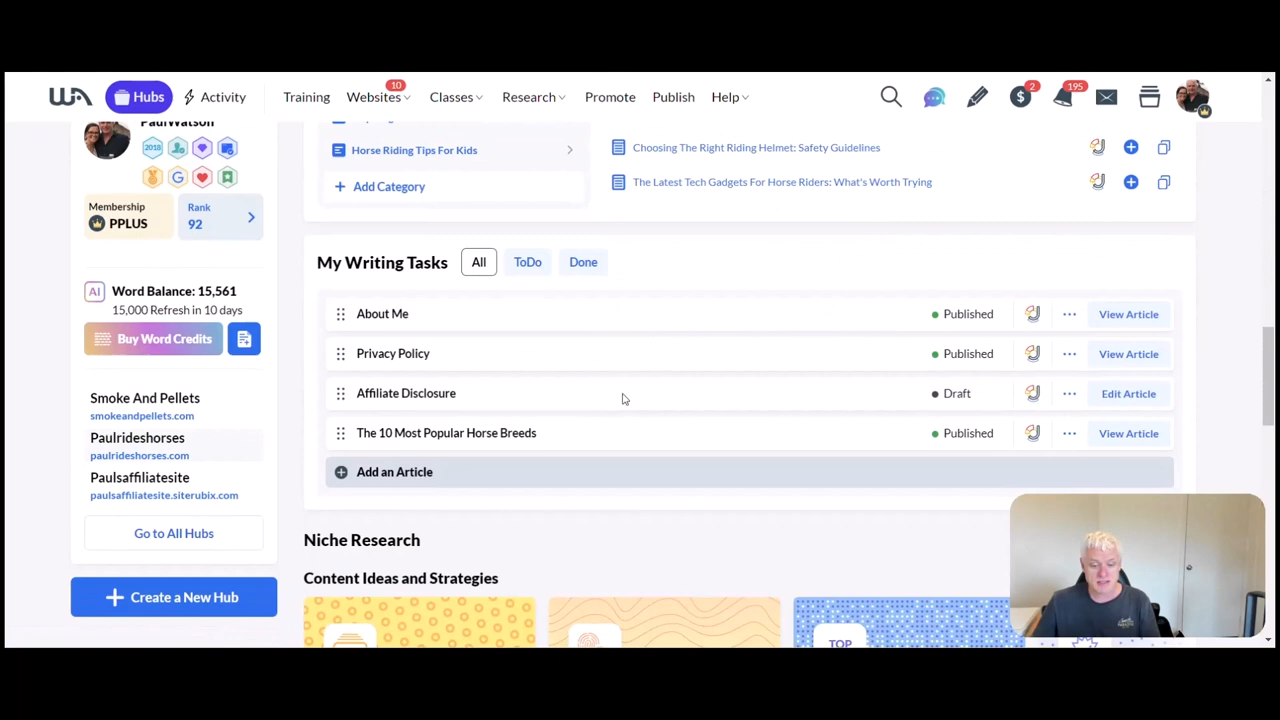 WA Hubs Activity Training Websites 10 Classes Research Promote Publish Help 2 195
PaulWatson
2018
Membership
PPLUS
Rank
92
AI Word Balance: 15,561
15,000 Refresh in 10 days
Buy Word Credits
Smoke And Pellets
smokeandpellets.com
Paulrideshorses
paulrideshorses.com
Paulsaffiliatesite
paulsaffiliatesite.siterubix.com
Go to All Hubs
Create a New Hub
Horse Riding Tips For Kids
Add Category
Choosing The Right Riding Helmet: Safety Guidelines
The Latest Tech Gadgets For Horse Riders: What's Worth Trying
My Writing Tasks All ToDo Done
About Me Published View Article
Privacy Policy Published View Article
Affiliate Disclosure Draft Edit Article
The 10 Most Popular Horse Breeds Published View Article
Add an Article
Niche Research
Content Ideas and Strategies
TOP